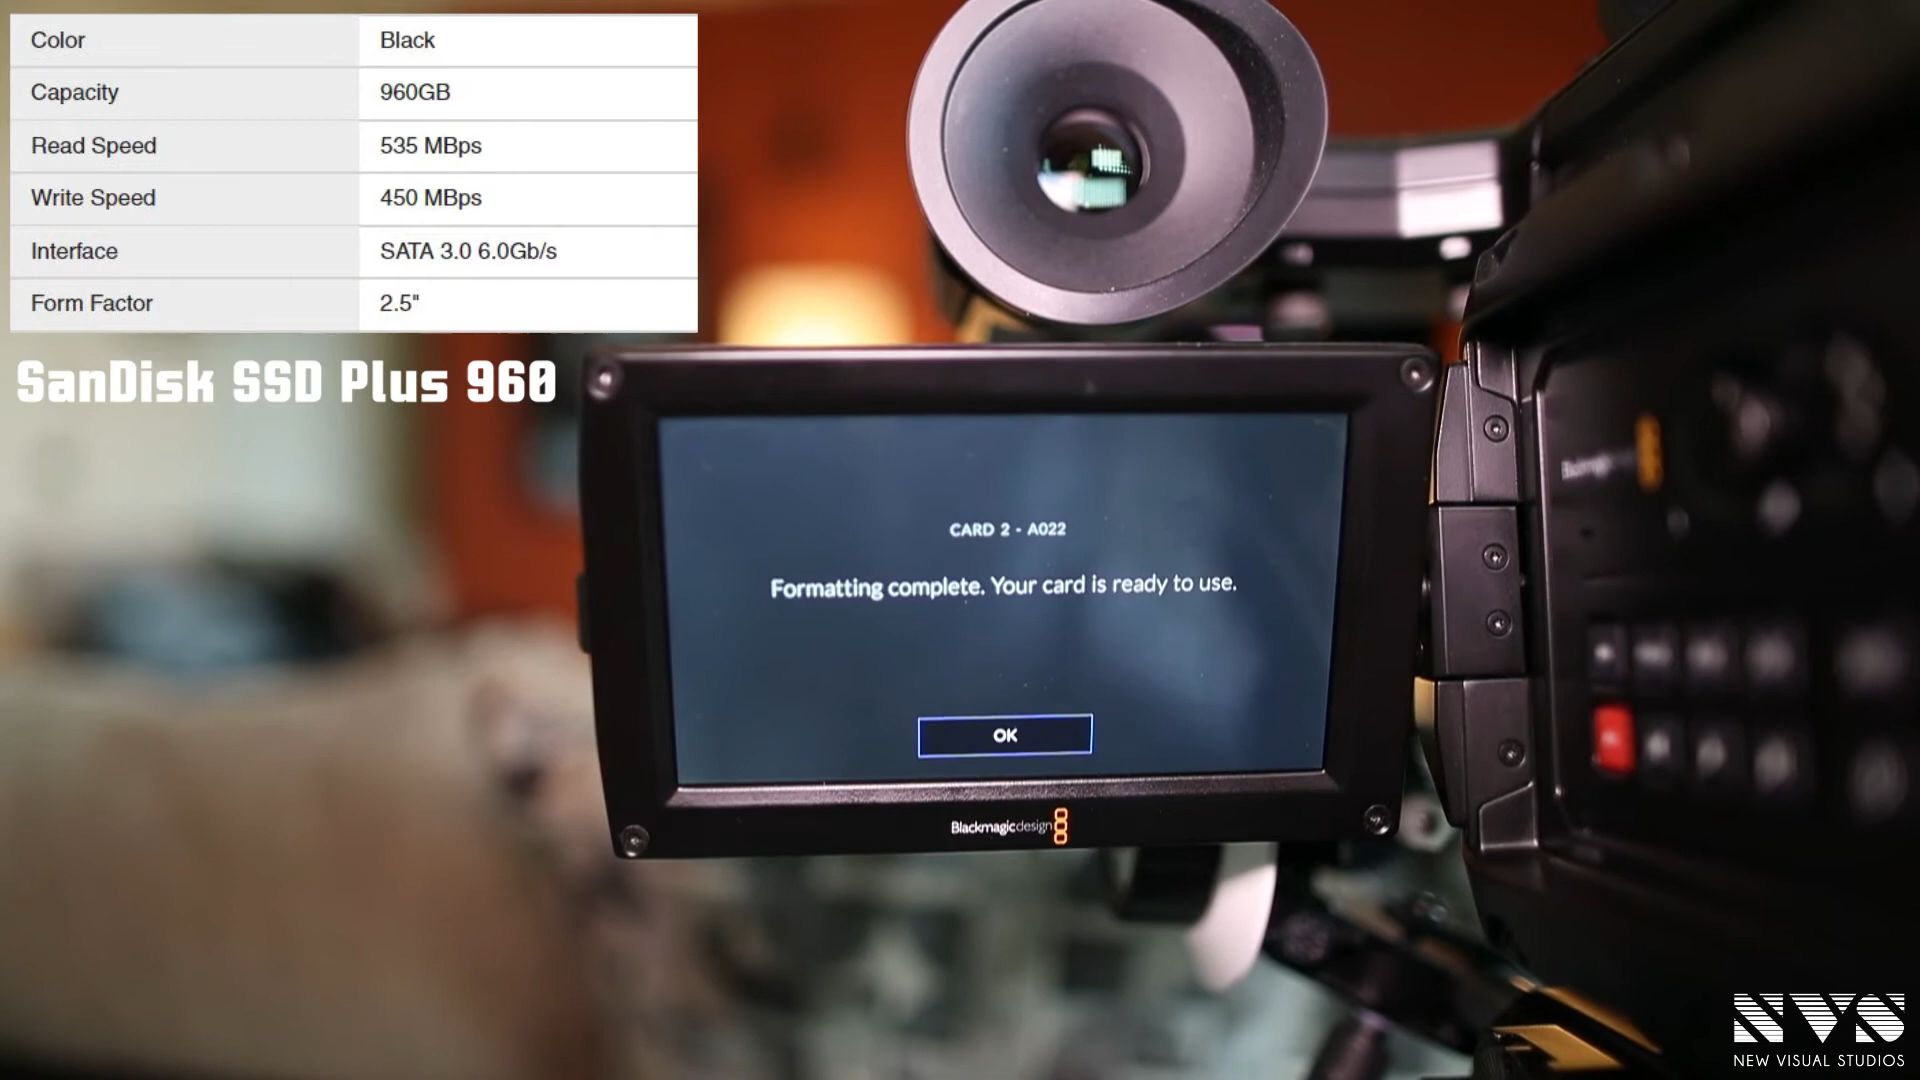 Color Black
Capacity 960GB
Read Speed 535 MBps
Write Speed 450 MBps
Interface SATA 3.0 6.0Gb/s
Form Factor 2.5"
SanDisk SSD Plus 960
CARD 2 - A022
Formatting complete. Your card is ready to use.
OK
Blackmagicdesign
NVS
NEW VISUAL STUDIOS